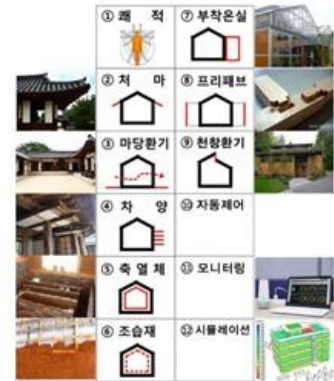 ① 쾌 적
⑦ 부착온실
② 처 마
⑧ 프리패브
③ 마당환기
⑨ 천창환기
④ 차 양
⑩ 자동제어
⑤ 축 열 체
⑪ 모니터링
⑥ 조습재
⑫ 시뮬레이션